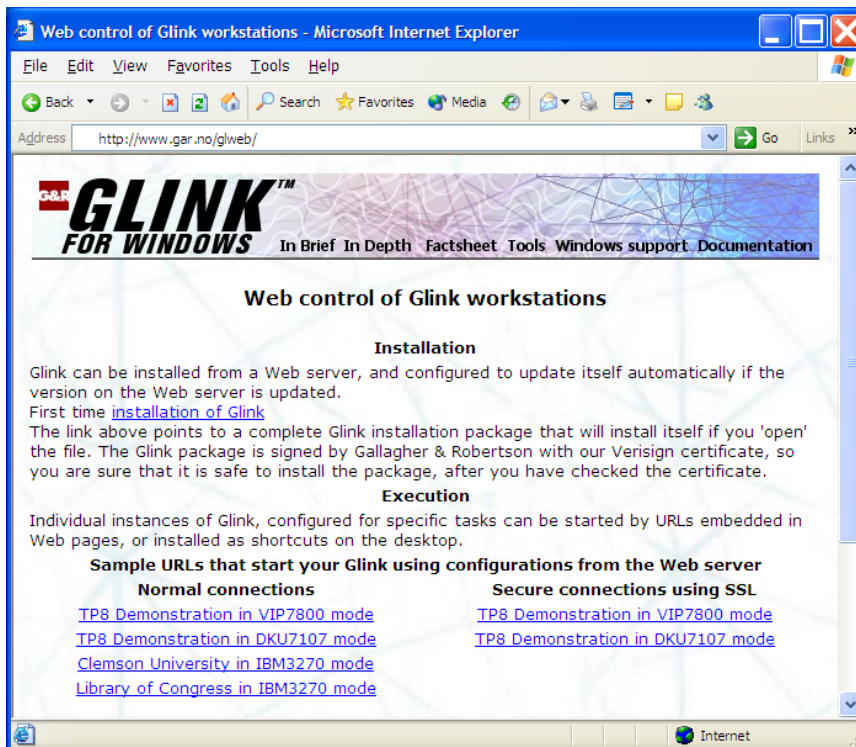 Web control of Glink workstations - Microsoft Internet Explorer
File Edit View Favorites Tools Help
Back Search Favorites Media
Address http://www.gar.no/glweb/ Go Links »
G&R GLINK™
FOR WINDOWS In Brief In Depth Factsheet Tools Windows support Documentation
Web control of Glink workstations
Installation
Glink can be installed from a Web server, and configured to update itself automatically if the
version on the Web server is updated.
First time installation of Glink
The link above points to a complete Glink installation package that will install itself if you 'open'
the file. The Glink package is signed by Gallagher & Robertson with our Verisign certificate, so
you are sure that it is safe to install the package, after you have checked the certificate.
Execution
Individual instances of Glink, configured for specific tasks can be started by URLs embedded in
Web pages, or installed as shortcuts on the desktop.
Sample URLs that start your Glink using configurations from the Web server
Normal connections Secure connections using SSL
TP8 Demonstration in VIP7800 mode TP8 Demonstration in VIP7800 mode
TP8 Demonstration in DKU7107 mode TP8 Demonstration in DKU7107 mode
Clemson University in IBM3270 mode
Library of Congress in IBM3270 mode
Internet